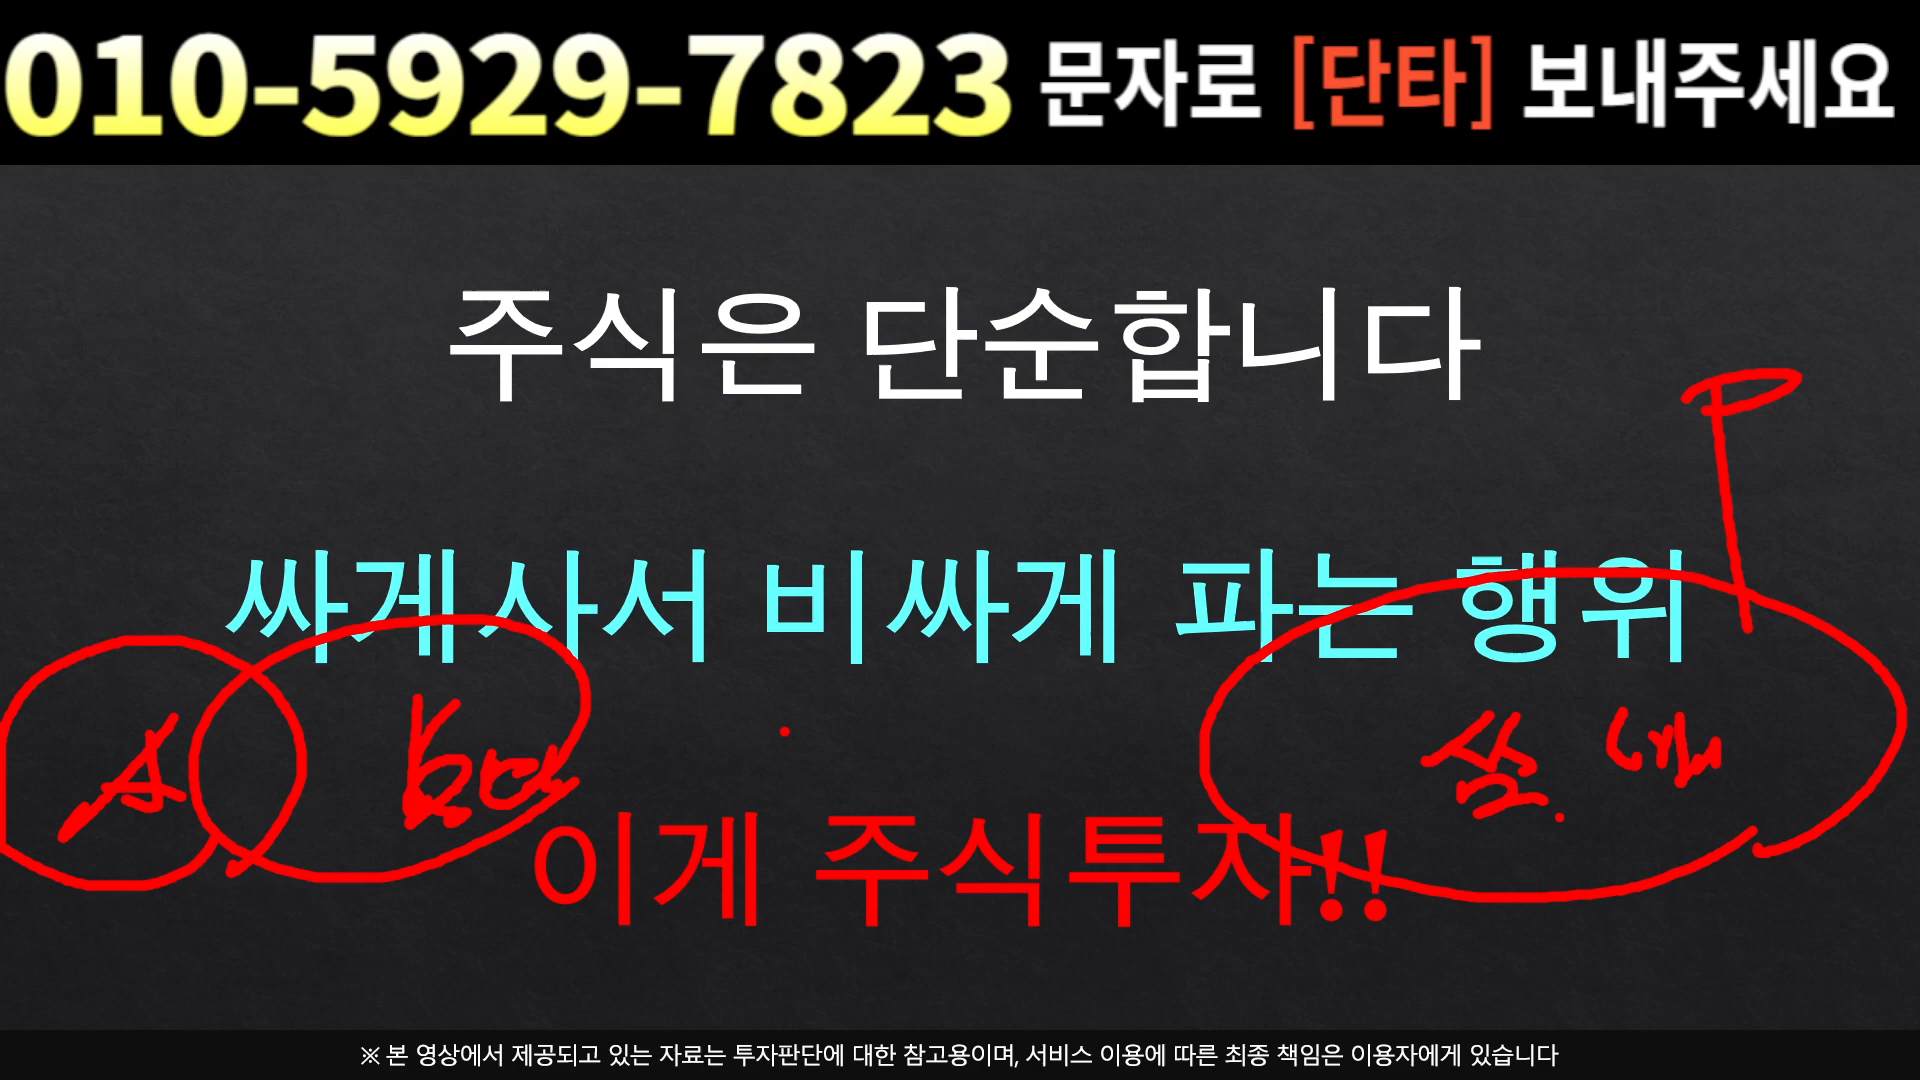 010-5929-7823 문자로 [단타] 보내주세요
주식은 단순합니다
싸게사서 비싸게 파는 행위
이게 주식투자!!
※ 본 영상에서 제공되고 있는 자료는 투자판단에 대한 참고용이며, 서비스 이용에 따른 최종 책임은 이용자에게 있습니다